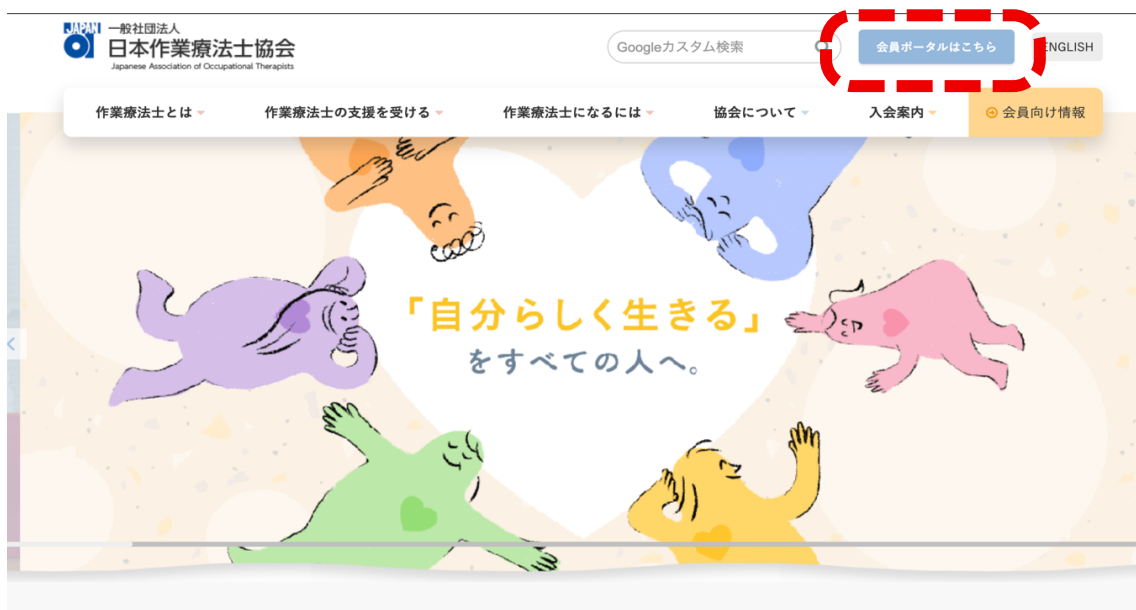 JAPAN
一般社団法人
日本作業療法士協会
Japanese Association of Occupational Therapists
Googleカスタム検索
会員ポータルはこちら
ENGLISH
作業療法士とは
作業療法士の支援を受ける
作業療法士になるには
協会について
入会案内
会員向け情報
「自分らしく生きる」
をすべての人へ。